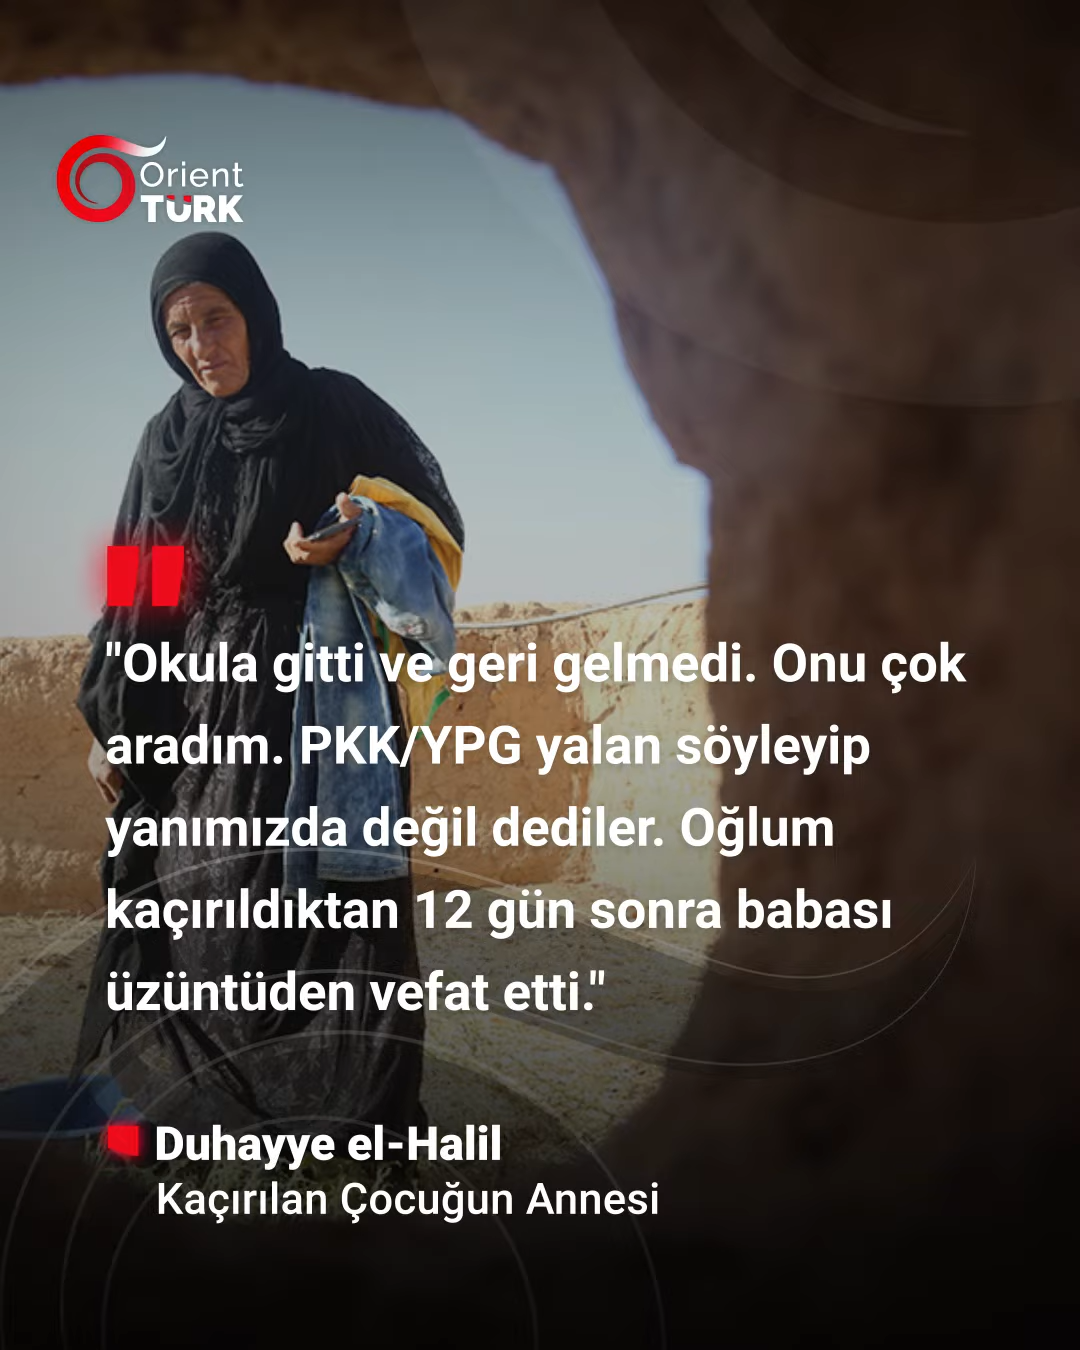 Orient
TÜRK
"Okula gitti ve geri gelmedi. Onu çok
aradım. PKK/YPG yalan söyleyip
yanımızda değil dediler. Oğlum
kaçırıldıktan 12 gün sonra babası
üzüntüden vefat etti."
Duhayye el-Halil
Kaçırılan Çocuğun Annesi